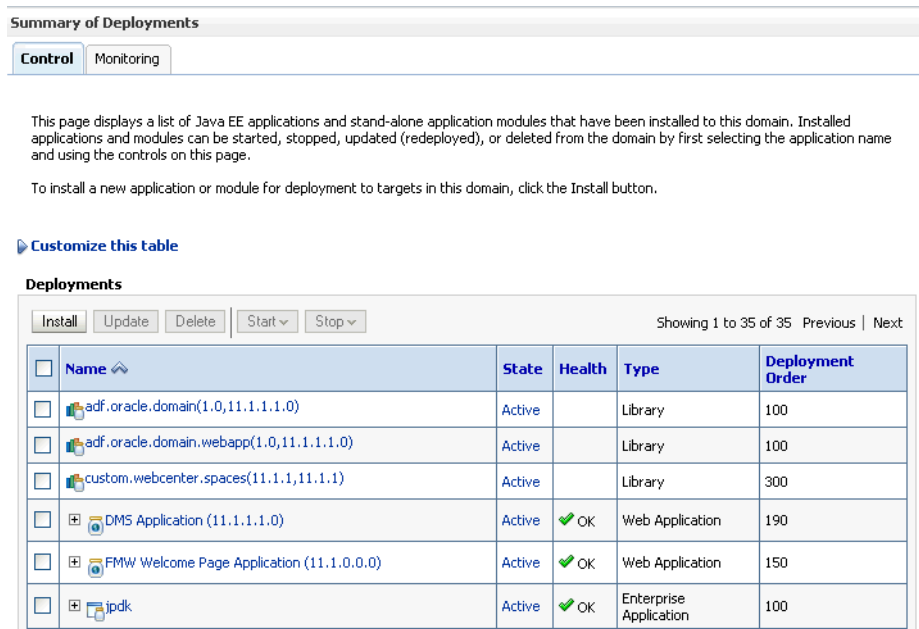 Summary of Deployments
Control Monitoring
This page displays a list of Java EE applications and stand-alone application modules that have been installed to this domain. Installed
applications and modules can be started, stopped, updated (redeployed), or deleted from the domain by first selecting the application name
and using the controls on this page.
To install a new application or module for deployment to targets in this domain, click the Install button.
Customize this table
Deployments
Install Update Delete Start Stop Showing 1 to 35 of 35 Previous | Next
Name State Health Type Deployment
Order
adf.oracle.domain(1.0,11.1.1.1.0) Active Library 100
adf.oracle.domain.webapp(1.0,11.1.1.1.0) Active Library 100
custom.webcenter.spaces(11.1.1,11.1.1) Active Library 300
DMS Application (11.1.1.1.0) Active OK Web Application 190
FMW Welcome Page Application (11.1.0.0.0) Active OK Web Application 150
jpdk Active OK Enterprise
Application 100